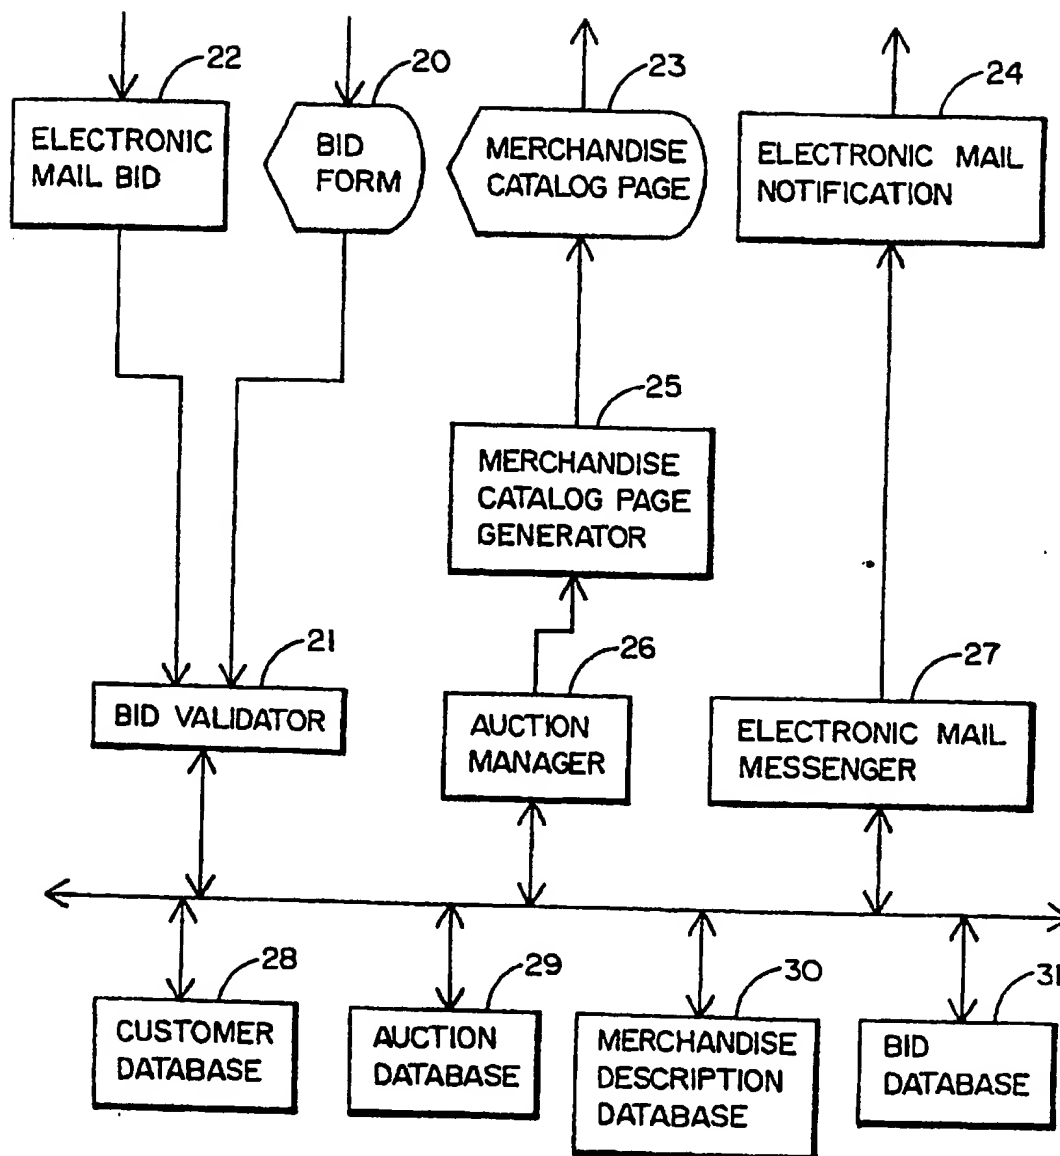 22
20
23
24
ELECTRONIC
MAIL BID
BID
FORM
MERCHANDISE
CATALOG PAGE
ELECTRONIC MAIL
NOTIFICATION
25
MERCHANDISE
CATALOG PAGE
GENERATOR
21
26
27
BID VALIDATOR
AUCTION
MANAGER
ELECTRONIC MAIL
MESSENGER
28
29
30
31
CUSTOMER
DATABASE
AUCTION
DATABASE
MERCHANDISE
DESCRIPTION
DATABASE
BID
DATABASE